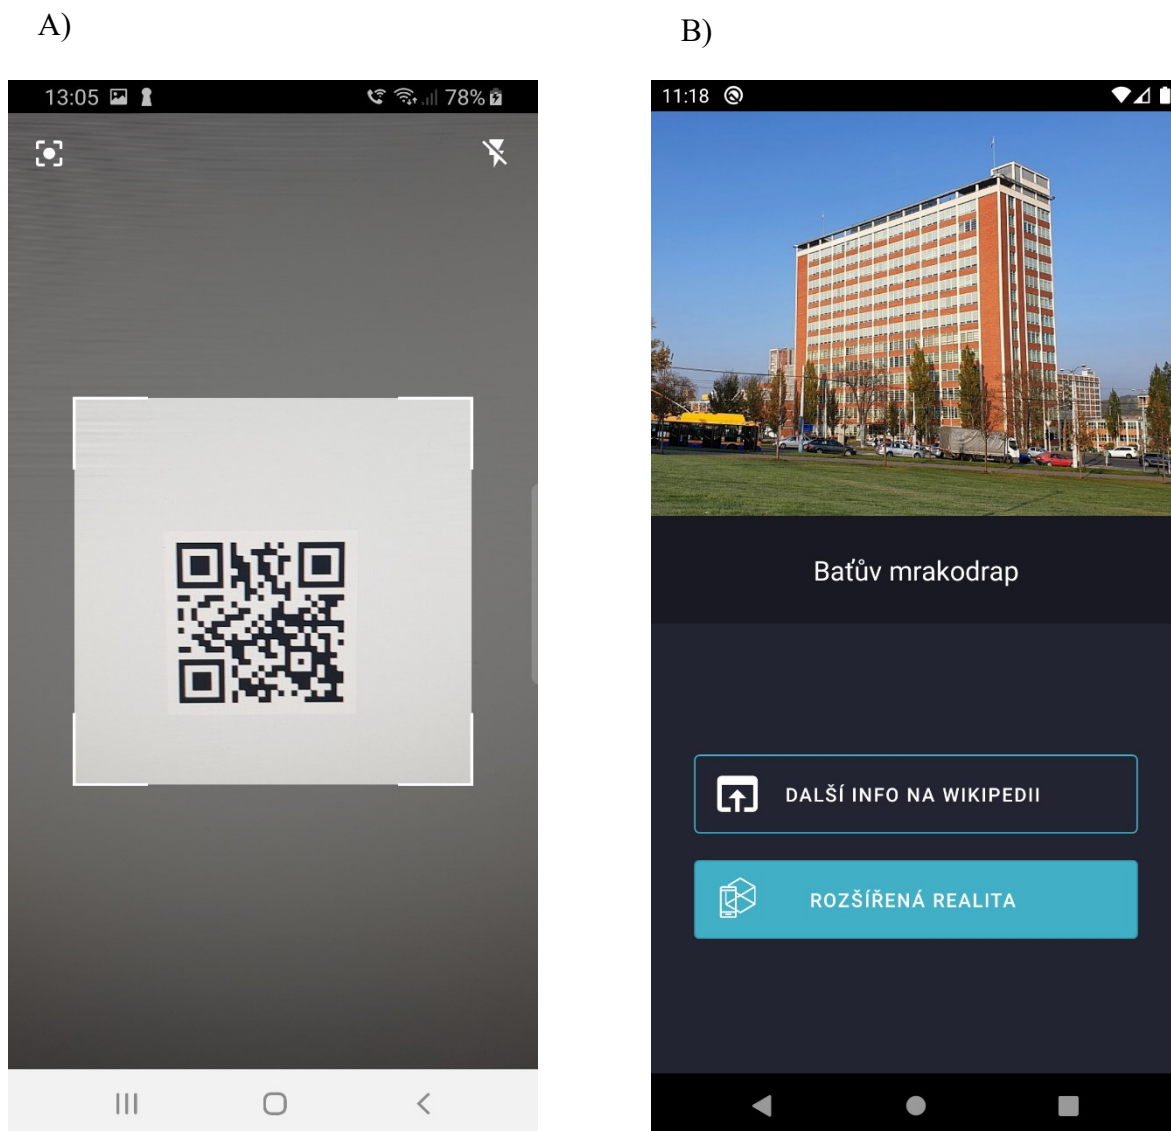 A)
B)
13:05 78%
11:18
Baťův mrakodrap
DALŠÍ INFO NA WIKIPEDII
ROZŠÍŘENÁ REALITA